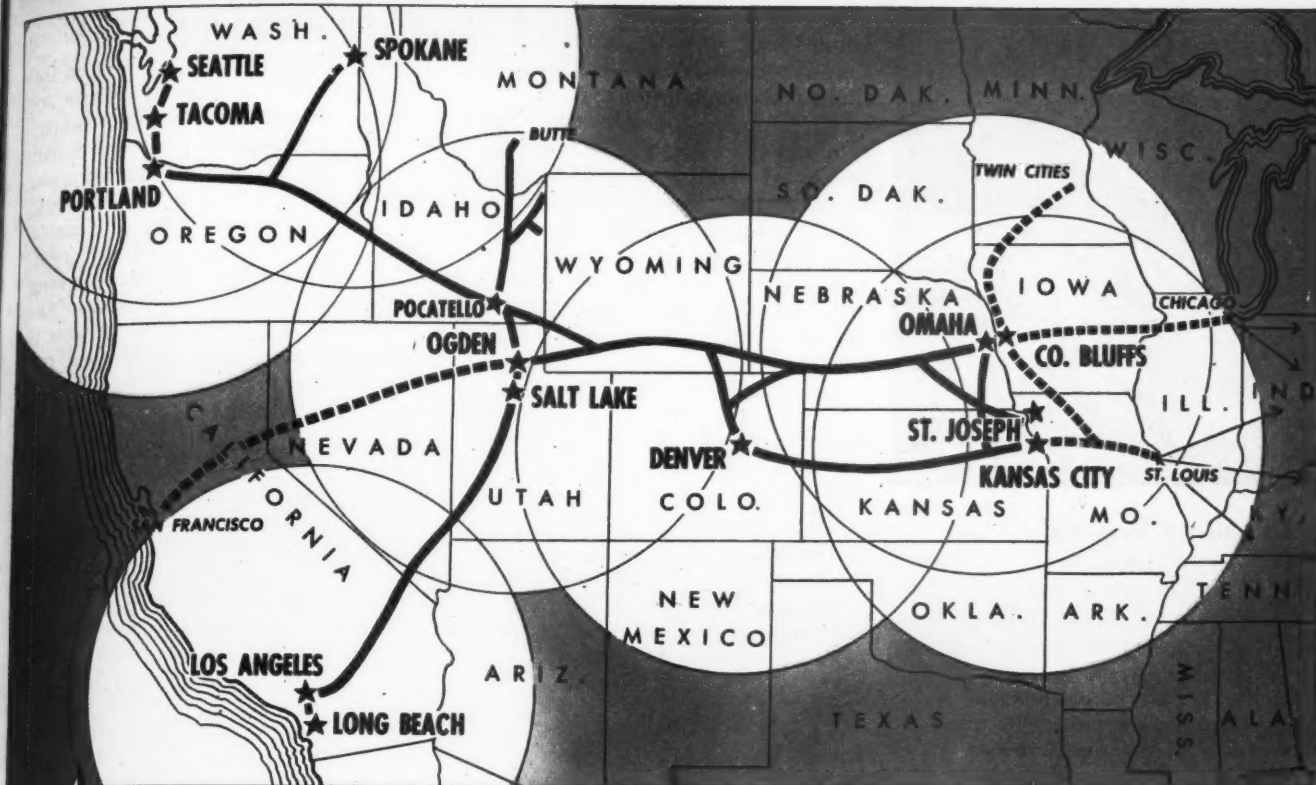 WASH.
SPOKANE
SEATTLE
MONTANA
NO. DAK.
MINN.
TACOMA
BUTTE
WISC.
TWIN CITIES
PORTLAND
IDAHO
SO. DAK.
OREGON
WYOMING
NEBRASKA
IOWA
POCATELLO
CHICAGO
OMAHA
OGDEN
CO. BLUFFS
SALT LAKE
ILL.
IND
CALIFORNIA
NEVADA
ST. JOSEPH
DENVER
KANSAS CITY
ST. LOUIS
UTAH
COLO.
KANSAS
MO.
KY.
SAN FRANCISCO
NEW
MEXICO
OKLA.
ARK.
TENN
LOS ANGELES
ARIZ.
LONG BEACH
TEXAS
MISS.
ALA.